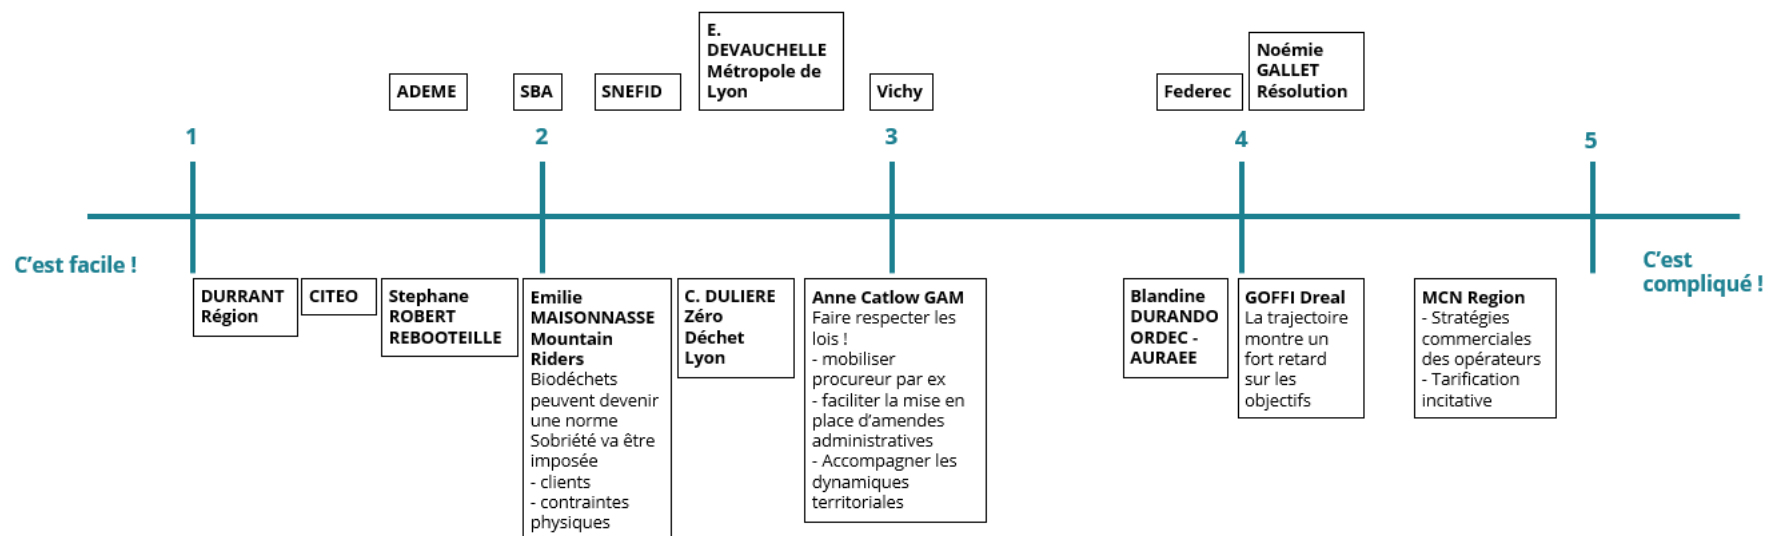 E.
DEVAUCHELLE
Métropole de
Lyon
Noémie
GALLET
Résolution
ADEME
SBA
SNEFID
Vichy
Federec
1
2
3
4
5
C'est facile !
C'est
compliqué !
DURRANT
Région
CITEO
Stephane
ROBERT
REBOOTEILLE
Emilie
MAISONNASSE
Mountain
Riders
Biodéchets
peuvent devenir
une norme
Sobriété va être
imposée
- clients
- contraintes
physiques
C. DULIERE
Zéro
Déchet
Lyon
Anne Catlow GAM
Faire respecter les
lois !
- mobiliser
procureur par ex
- faciliter la mise en
place d'amendes
administratives
- Accompagner les
dynamiques
territoriales
Blandine
DURANDO
ORDEC -
AURAEE
GOFFI Dreal
La trajectoire
montre un
fort retard
sur les
objectifs
MCN Region
- Stratégies
commerciales
des opérateurs
- Tarification
incitative